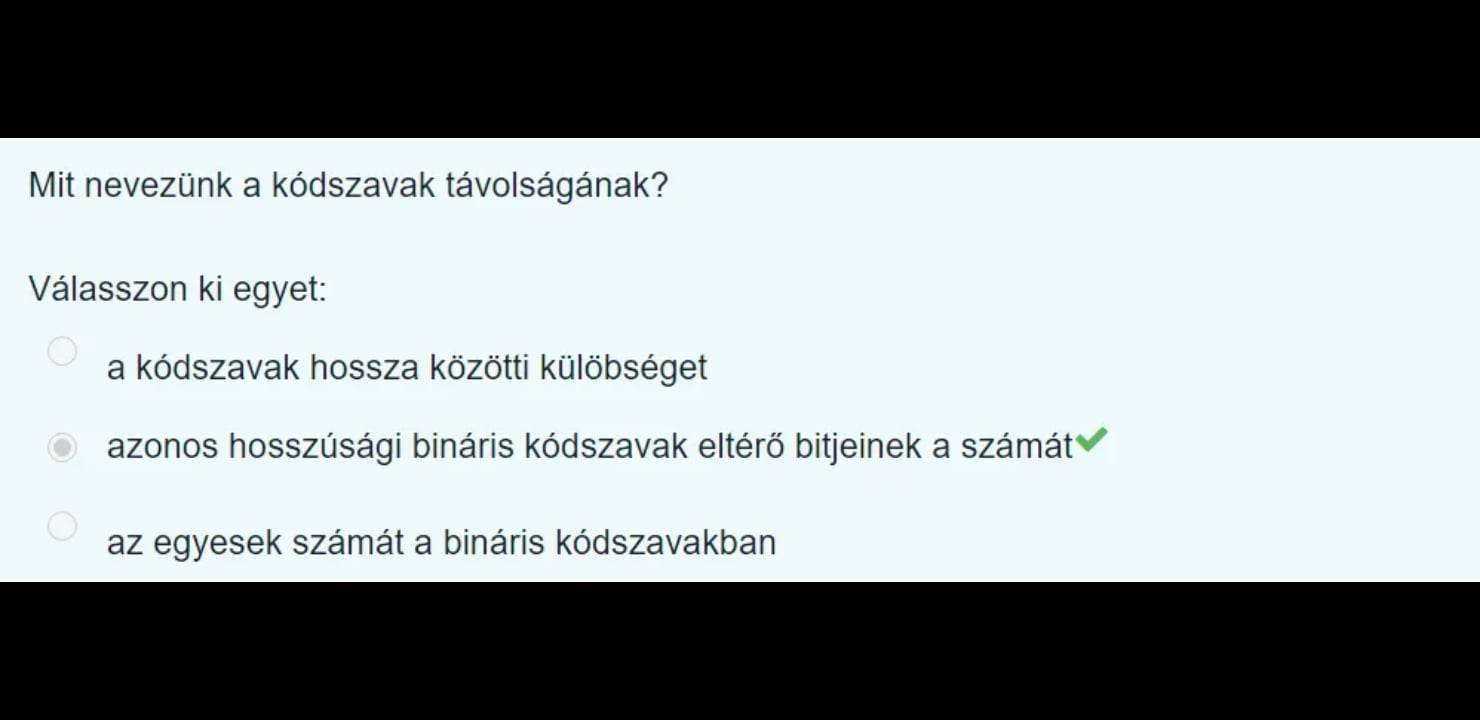 Mit nevezünk a kódszavak távolságának?
Válasszon ki egyet:
a kódszavak hossza közötti külöbséget
azonos hosszúsági bináris kódszavak eltérő bitjeinek a számát
az egyesek számát a bináris kódszavakban